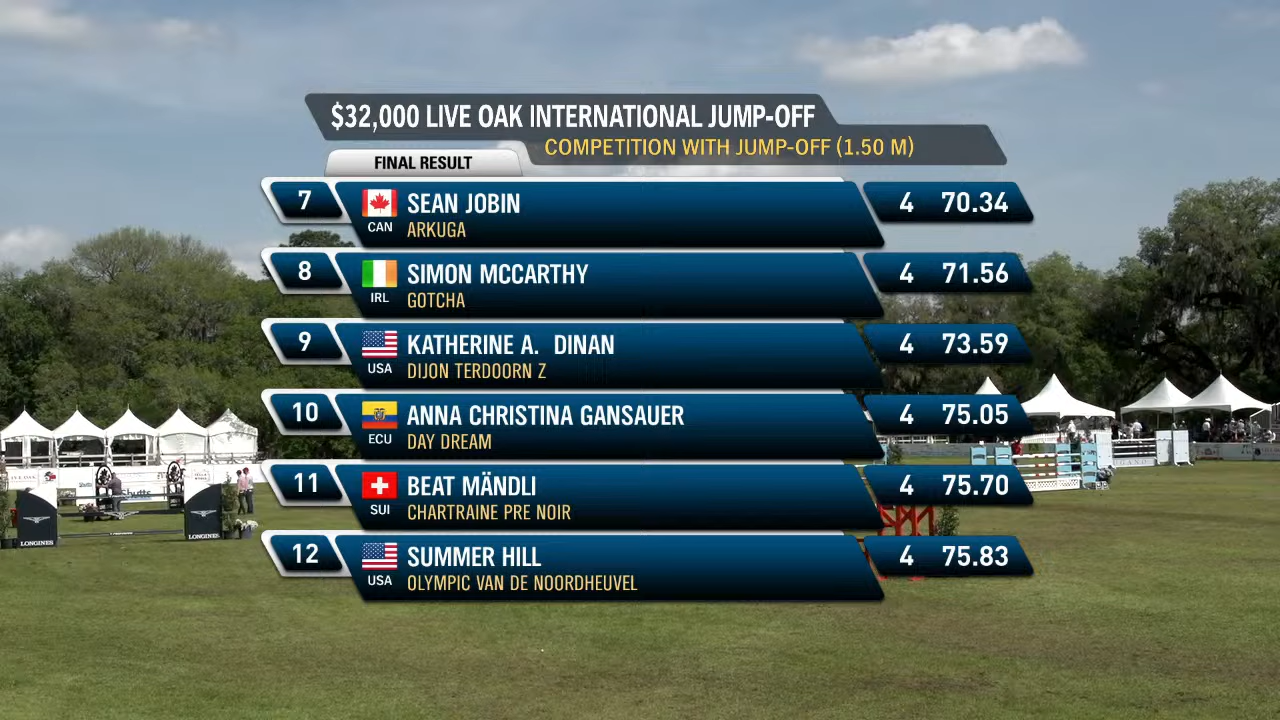 $32,000 LIVE OAK INTERNATIONAL JUMP-OFF
COMPETITION WITH JUMP-OFF (1.50 M)
FINAL RESULT
7 CAN SEAN JOBIN 4 70.34
ARKUGA
8 IRL SIMON MCCARTHY 4 71.56
GOTCHA
9 USA KATHERINE A. DINAN 4 73.59
DIJON TERDOORN Z
10 ECU ANNA CHRISTINA GANSAUER 4 75.05
DAY DREAM
11 SUI BEAT MÄNDLI 4 75.70
CHARTRAINE PRE NOIR
12 USA SUMMER HILL 4 75.83
OLYMPIC VAN DE NOORDHEUVEL
LONGINES
LONGINES